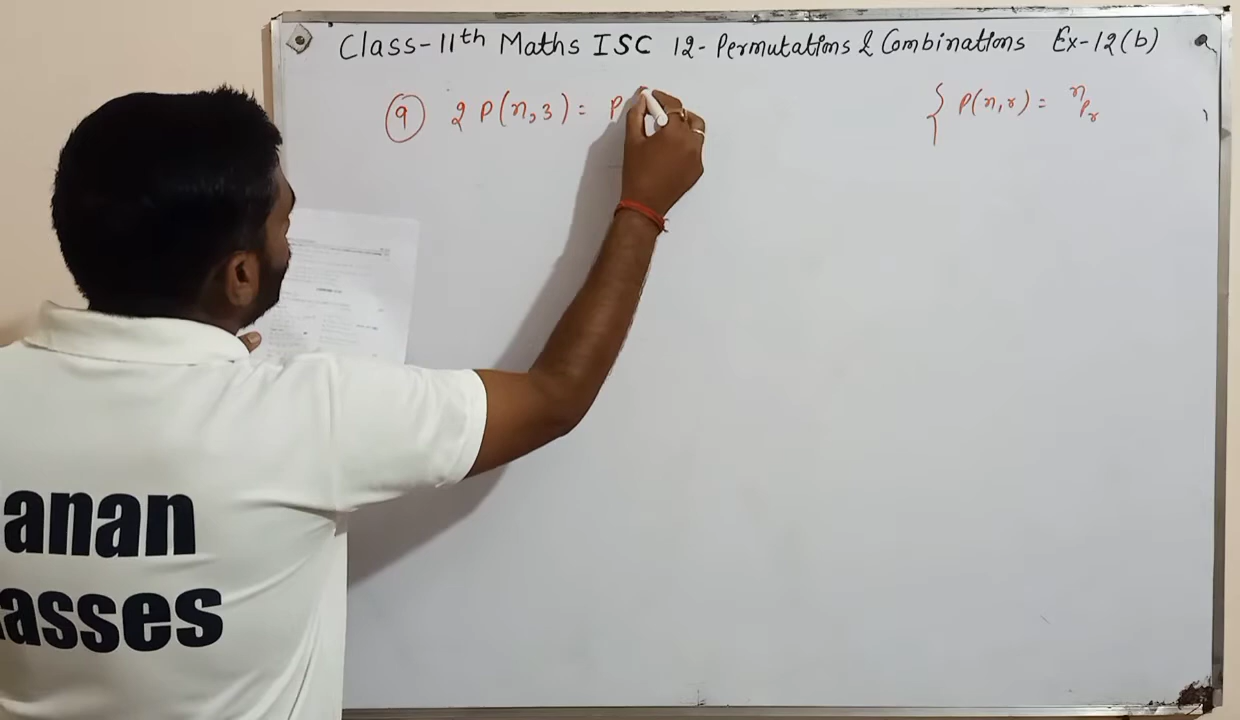 Class-11th Maths ISC 12- Permutations & Combinations Ex-12(b)
9 2 P(n,3) = P
{ P(n,r) = nPr
anan
asses